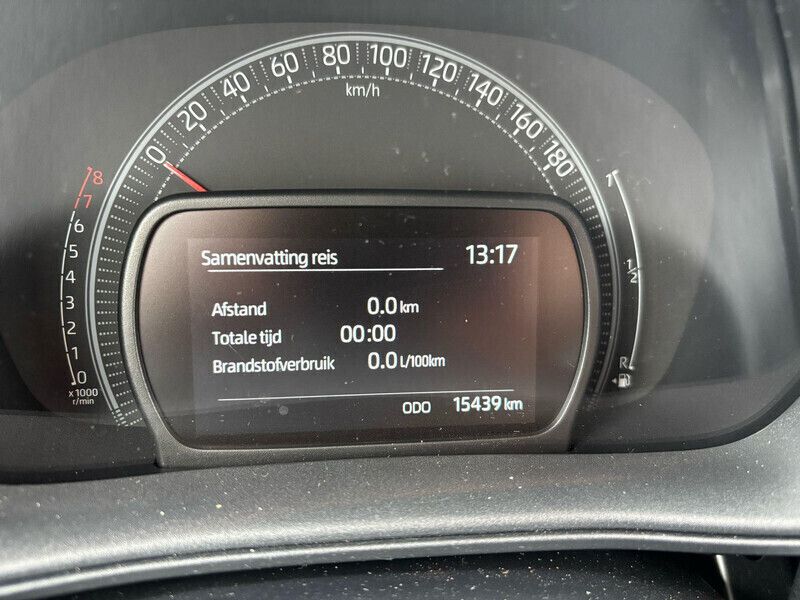 0 20 40 60 80 100 120 140 160 180
km/h
8
7
6
5
4
3
2
1
0
x 1000
r/min
1
1/2
R
Samenvatting reis 13:17
Afstand 0.0 km
Totale tijd 00:00
Brandstofverbruik 0.0 L/100km
ODO 15439 km